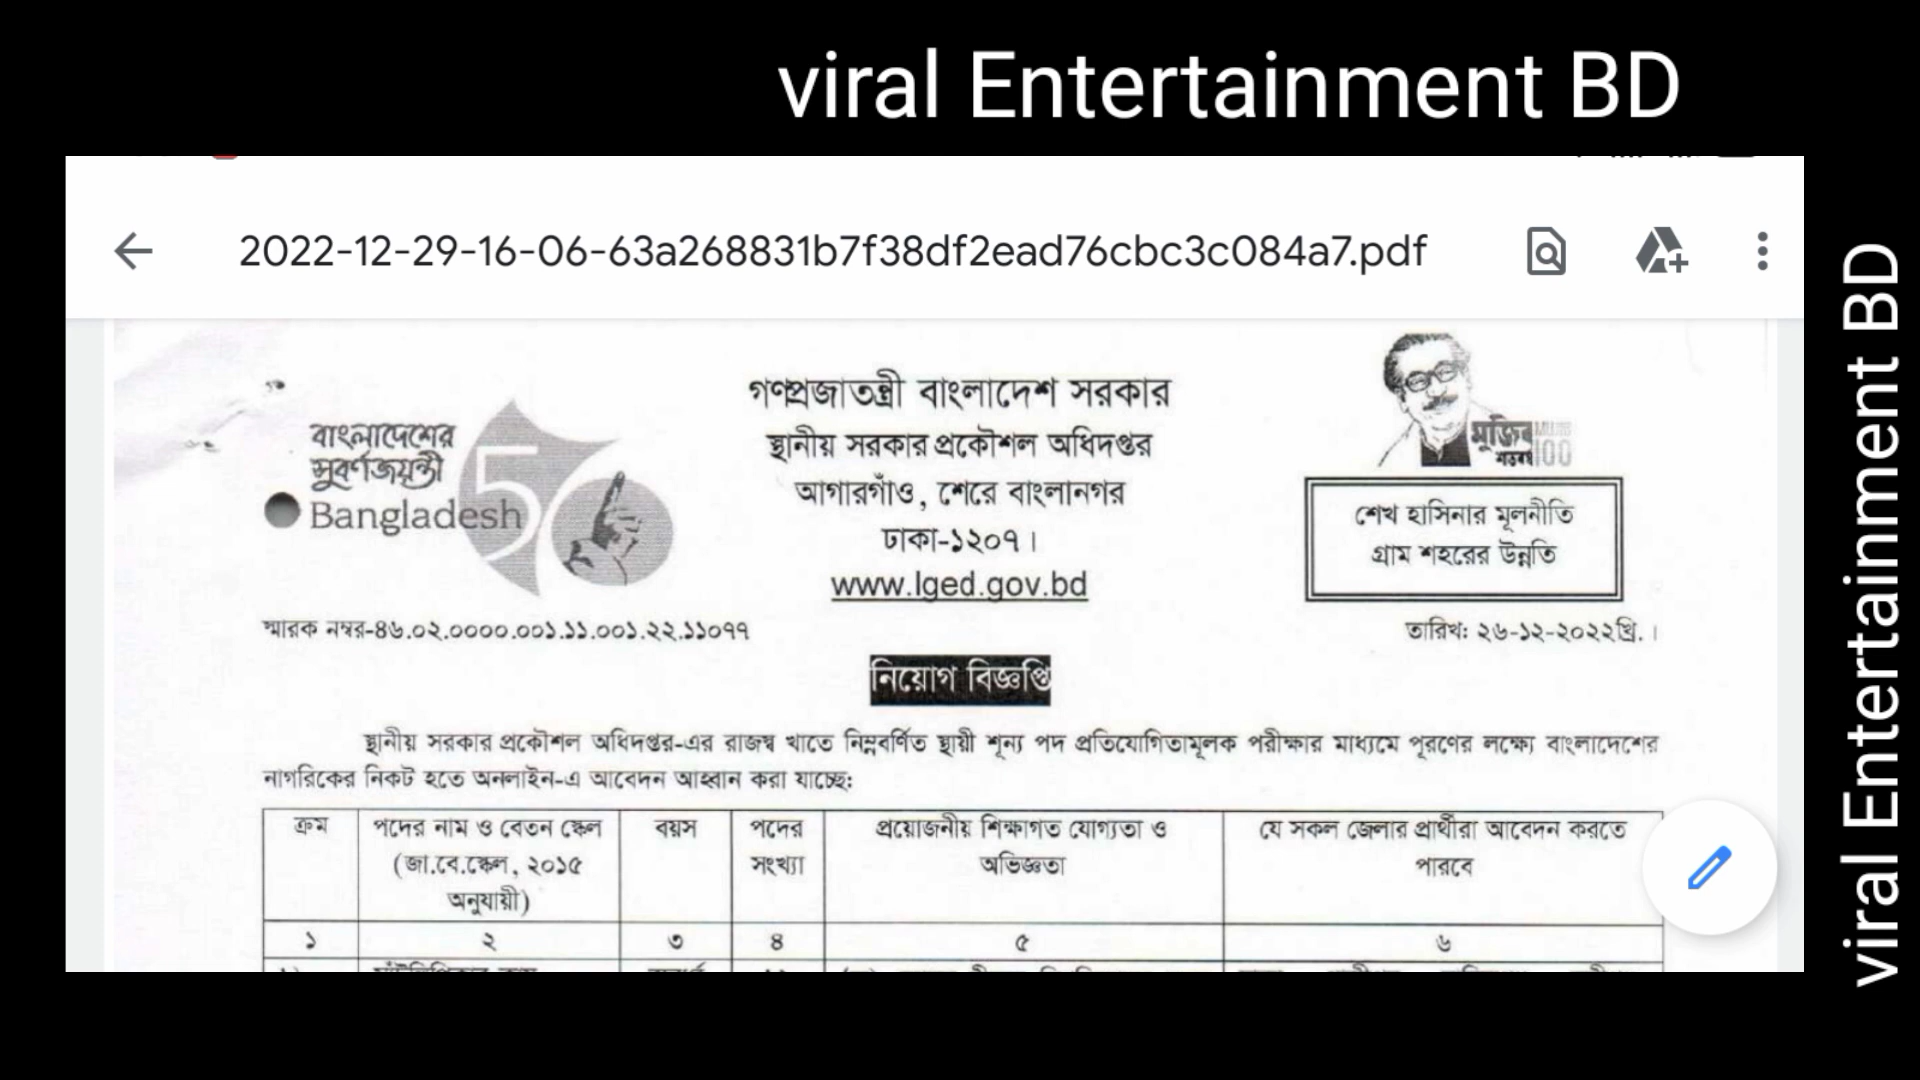 viral Entertainment BD
2022-12-29-16-06-63a268831b7f38df2ead76cbc3c084a7.pdf
বাংলাদেশের
সুবর্ণজয়ন্তী
Bangladesh
50
গণপ্রজাতন্ত্রী বাংলাদেশ সরকার
স্থানীয় সরকার প্রকৌশল অধিদপ্তর
আগারগাঁও, শেরে বাংলানগর
ঢাকা-১২০৭।
www.lged.gov.bd
মুজিব MUJIB
শতবর্ষ 100
শেখ হাসিনার মূলনীতি
গ্রাম শহরের উন্নতি
স্মারক নম্বর-৪৬.০২.০০০০.০০১.১১.০০১.২২.১১০৭৭
তারিখ: ২৬-১২-২০২২খ্রি.।
নিয়োগ বিজ্ঞপ্তি
স্থানীয় সরকার প্রকৌশল অধিদপ্তর-এর রাজস্ব খাতে নিম্নবর্ণিত স্থায়ী শূন্য পদ প্রতিযোগিতামূলক পরীক্ষার মাধ্যমে পূরণের লক্ষ্যে বাংলাদেশের
নাগরিকের নিকট হতে অনলাইন-এ আবেদন আহ্বান করা যাচ্ছে:
ক্রম
পদের নাম ও বেতন স্কেল
(জা.বে.স্কেল, ২০১৫
অনুযায়ী)
বয়স
পদের
সংখ্যা
প্রয়োজনীয় শিক্ষাগত যোগ্যতা ও
অভিজ্ঞতা
যে সকল জেলার প্রার্থীরা আবেদন করতে
পারবে
১ ২ ৩ ৪ ৫ ৬
viral Entertainment BD